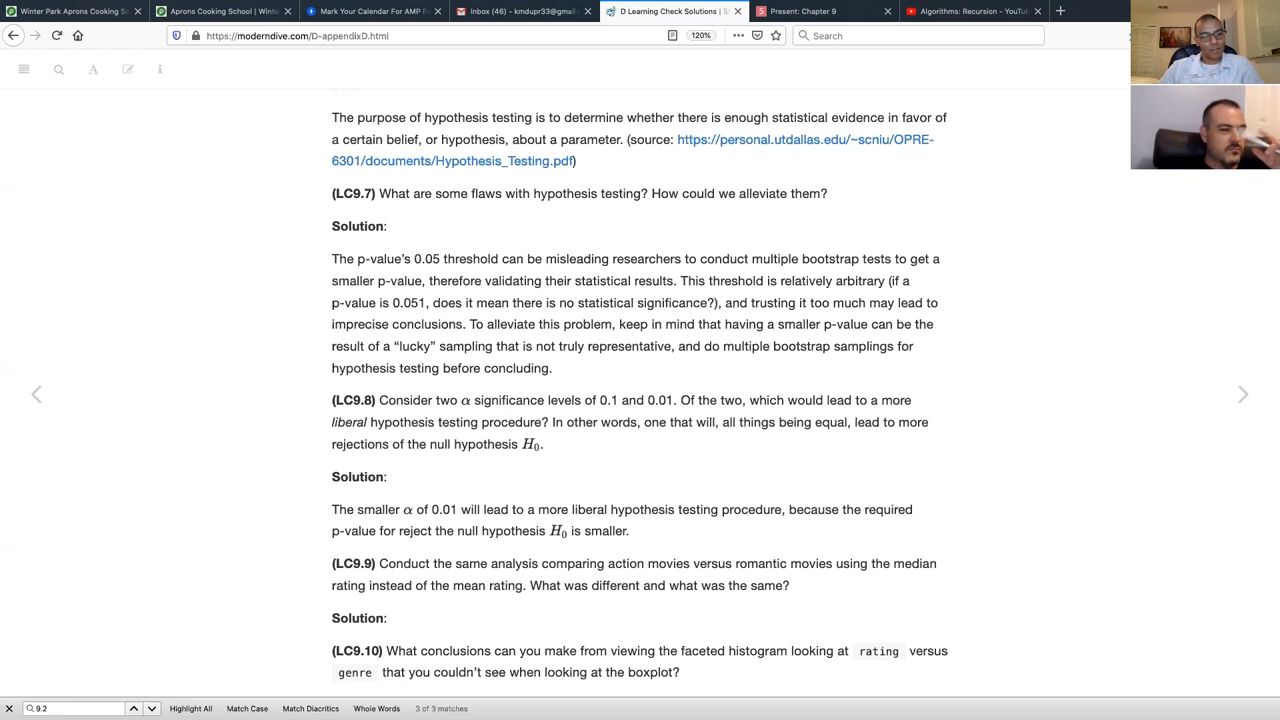 Winter Park Aprons Cooking Sc
Aprons Cooking School | Winte
Mark Your Calendar For AMP F
Inbox (46) - kmdupr33@gmail.
D Learning Check Solutions | S
Present: Chapter 9
Algorithms: Recursion - YouTu
https://moderndive.com/D-appendixD.html
120%
Search
The purpose of hypothesis testing is to determine whether there is enough statistical evidence in favor of
a certain belief, or hypothesis, about a parameter. (source: https://personal.utdallas.edu/~scniu/OPRE-
6301/documents/Hypothesis_Testing.pdf)
(LC9.7) What are some flaws with hypothesis testing? How could we alleviate them?
Solution:
The p-value’s 0.05 threshold can be misleading researchers to conduct multiple bootstrap tests to get a
smaller p-value, therefore validating their statistical results. This threshold is relatively arbitrary (if a
p-value is 0.051, does it mean there is no statistical significance?), and trusting it too much may lead to
imprecise conclusions. To alleviate this problem, keep in mind that having a smaller p-value can be the
result of a “lucky” sampling that is not truly representative, and do multiple bootstrap samplings for
hypothesis testing before concluding.
(LC9.8) Consider two α significance levels of 0.1 and 0.01. Of the two, which would lead to a more
liberal hypothesis testing procedure? In other words, one that will, all things being equal, lead to more
rejections of the null hypothesis H₀.
Solution:
The smaller α of 0.01 will lead to a more liberal hypothesis testing procedure, because the required
p-value for reject the null hypothesis H₀ is smaller.
(LC9.9) Conduct the same analysis comparing action movies versus romantic movies using the median
rating instead of the mean rating. What was different and what was the same?
Solution:
(LC9.10) What conclusions can you make from viewing the faceted histogram looking at rating versus
genre that you couldn’t see when looking at the boxplot?
9.2
Highlight All
Match Case
Match Diacritics
Whole Words
3 of 3 matches